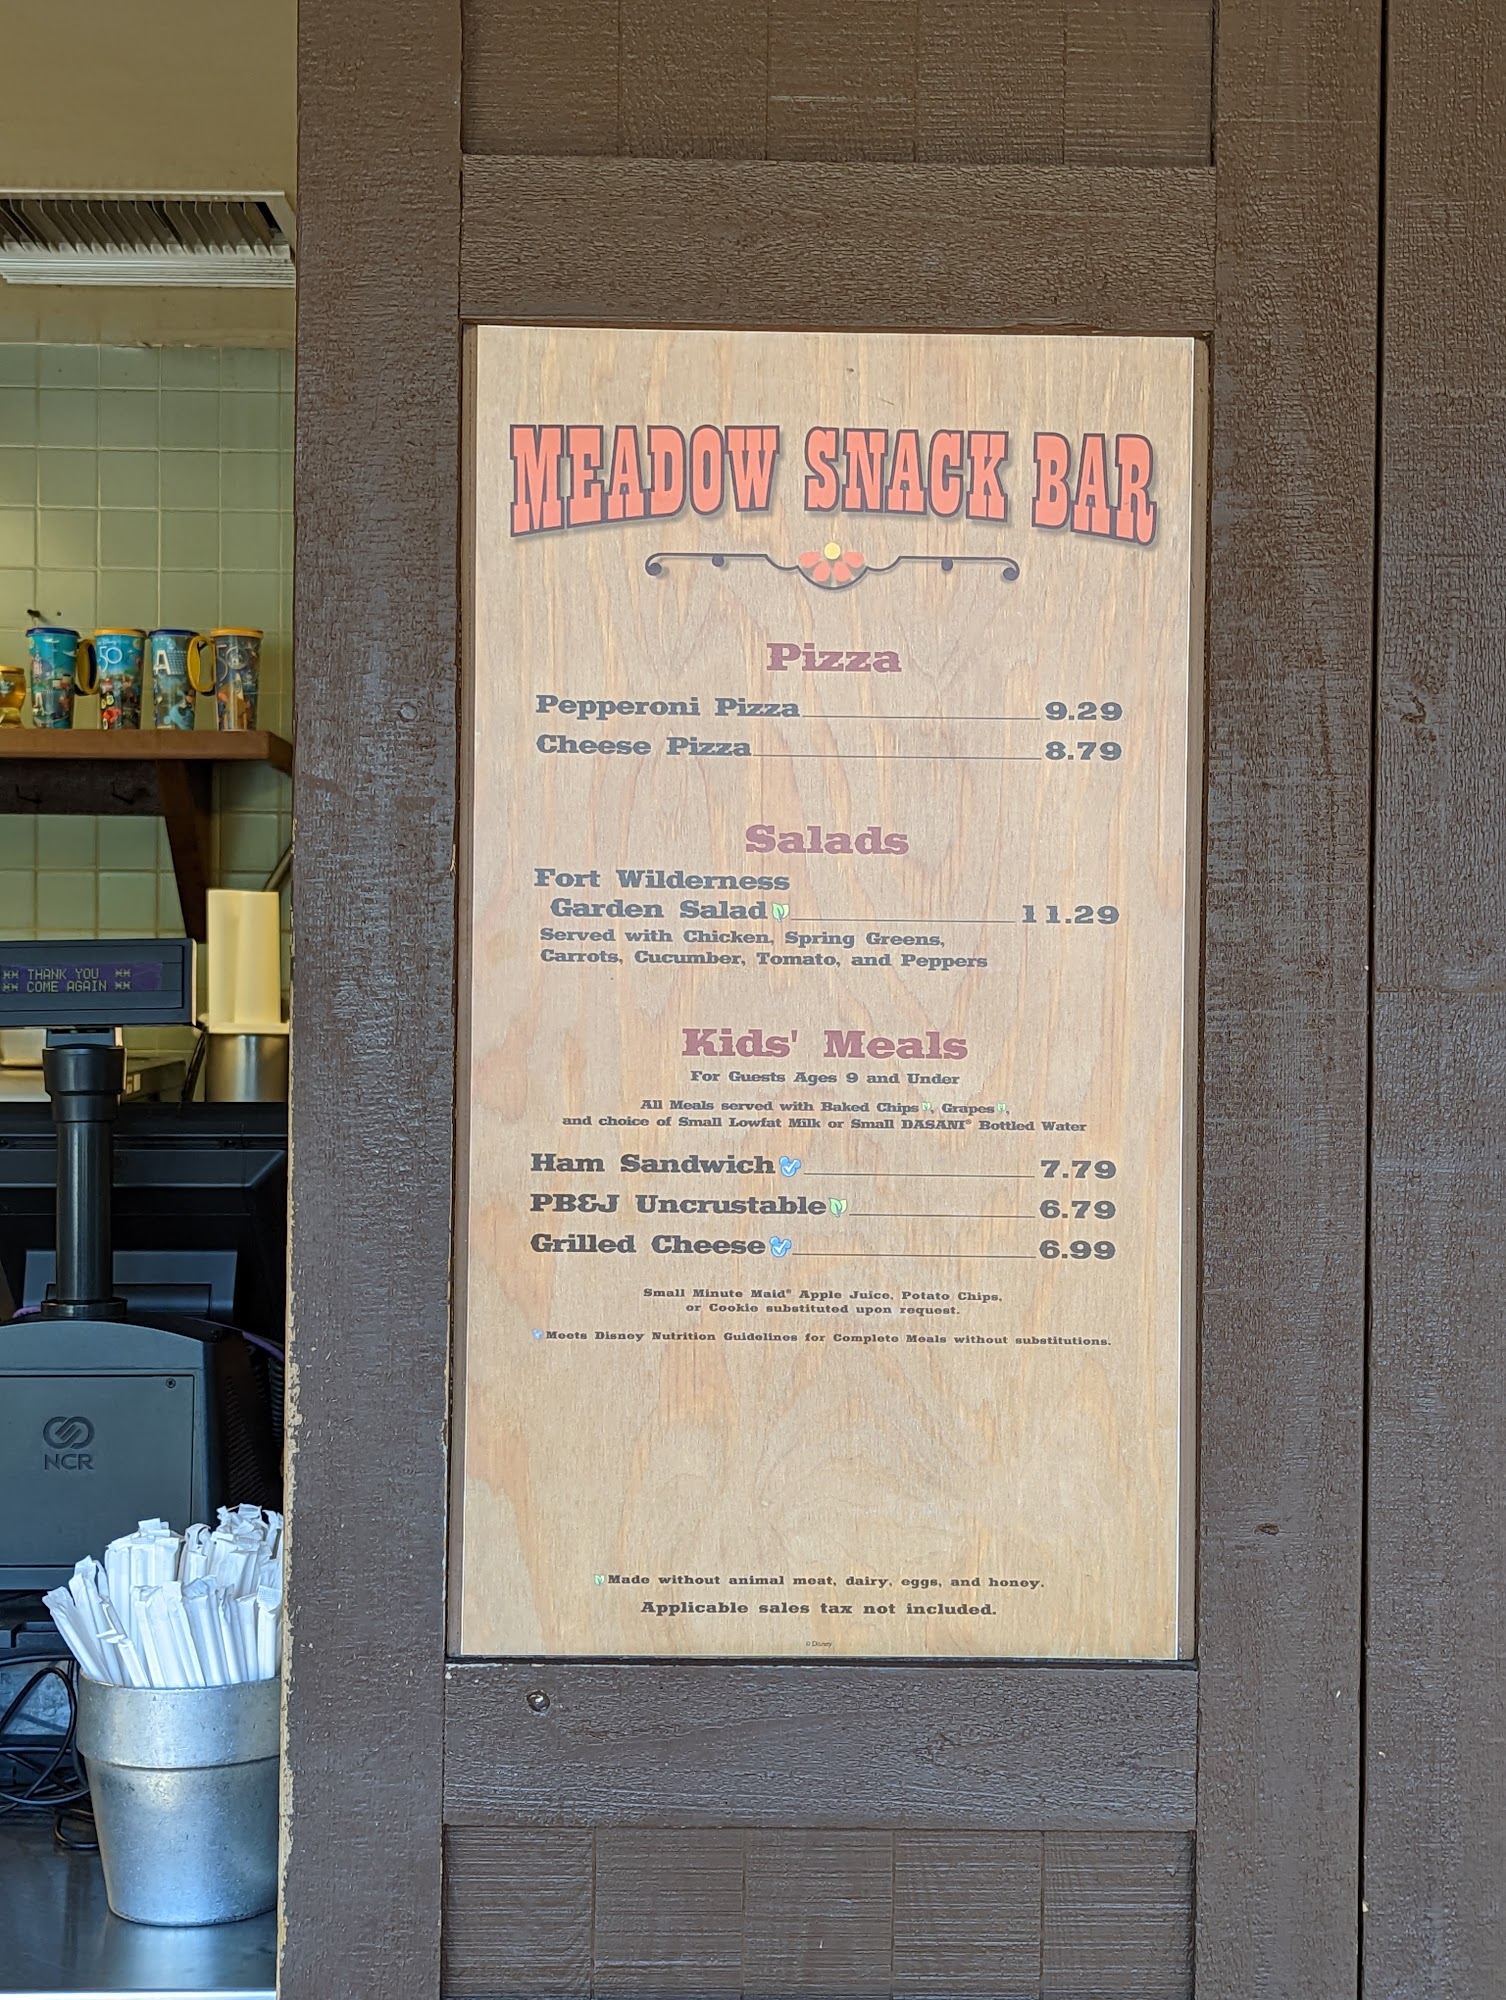 MEADOW SNACK BAR
Pizza
Pepperoni Pizza 9.29
Cheese Pizza 8.79
Salads
Fort Wilderness
Garden Salad 11.29
Served with Chicken, Spring Greens,
Carrots, Cucumber, Tomato, and Peppers
Kids' Meals
For Guests Ages 9 and Under
All Meals served with Baked Chips, Grapes,
and choice of Small Lowfat Milk or Small DASANI® Bottled Water
Ham Sandwich 7.79
PB&J Uncrustable 6.79
Grilled Cheese 6.99
Small Minute Maid® Apple Juice, Potato Chips,
or Cookie substituted upon request.
Meets Disney Nutrition Guidelines for Complete Meals without substitutions.
Made without animal meat, dairy, eggs, and honey.
Applicable sales tax not included.
© Disney
50
** THANK YOU **
** COME AGAIN **
NCR